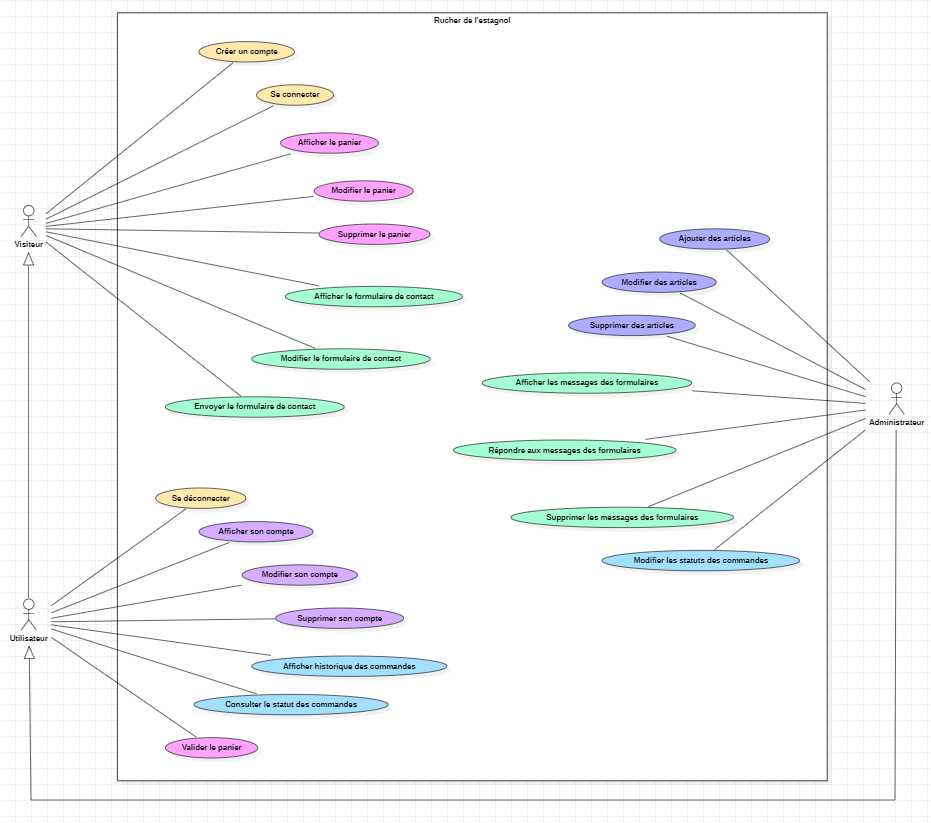 Rucher de l'estagnol
Créer un compte
Se connecter
Afficher le panier
Modifier le panier
Supprimer le panier
Visiteur
Afficher le formulaire de contact
Modifier le formulaire de contact
Envoyer le formulaire de contact
Ajouter des articles
Modifier des articles
Supprimer des articles
Afficher les messages des formulaires
Administrateur
Répondre aux messages des formulaires
Supprimer les messages des formulaires
Modifier les statuts des commandes
Se déconnecter
Afficher son compte
Modifier son compte
Supprimer son compte
Utilisateur
Afficher historique des commandes
Consulter le statut des commandes
Valider le panier